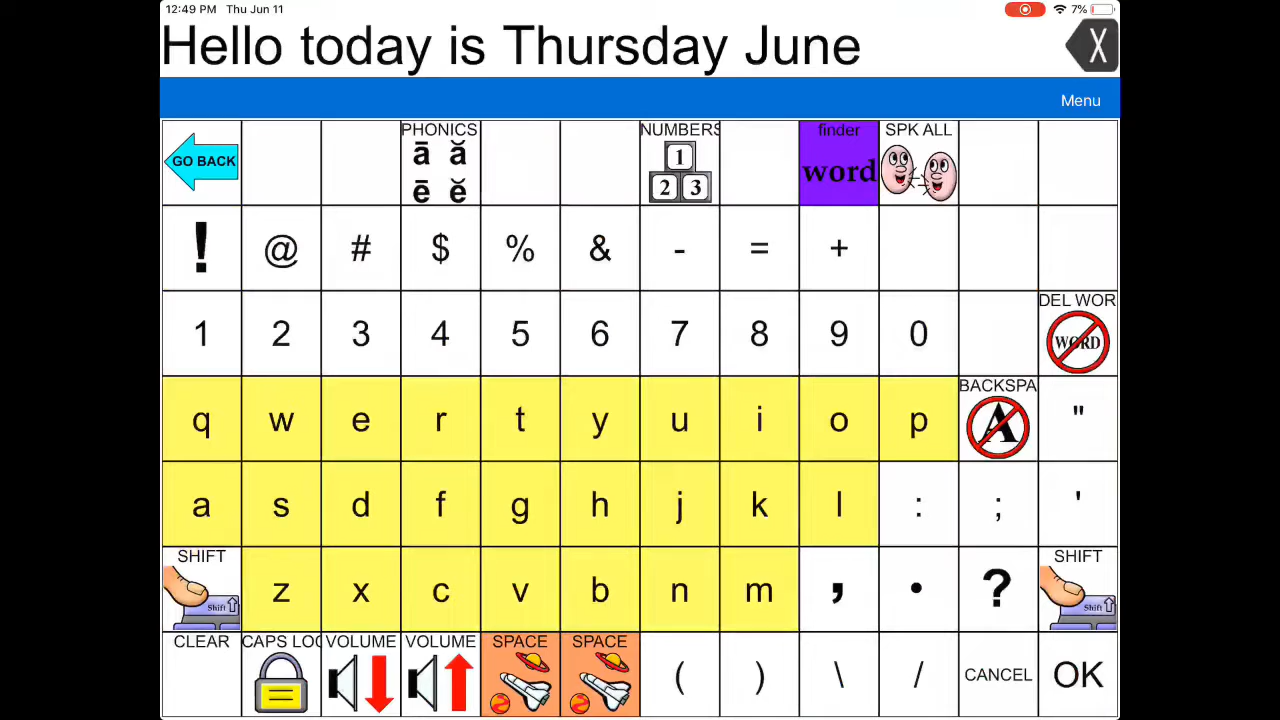 12:49 PM Thu Jun 11 7%
Hello today is Thursday June X
Menu
GO BACK PHONICS ā ă ē ĕ NUMBERS 1 2 3 finder word SPK ALL
! @ # $ % & - = +
1 2 3 4 5 6 7 8 9 0 DEL WOR WORD
q w e r t y u i o p BACKSPA A "
a s d f g h j k l : ; '
SHIFT Shift z x c v b n m , . ? SHIFT Shift
CLEAR CAPS LOC VOLUME VOLUME SPACE SPACE ( ) \ / CANCEL OK